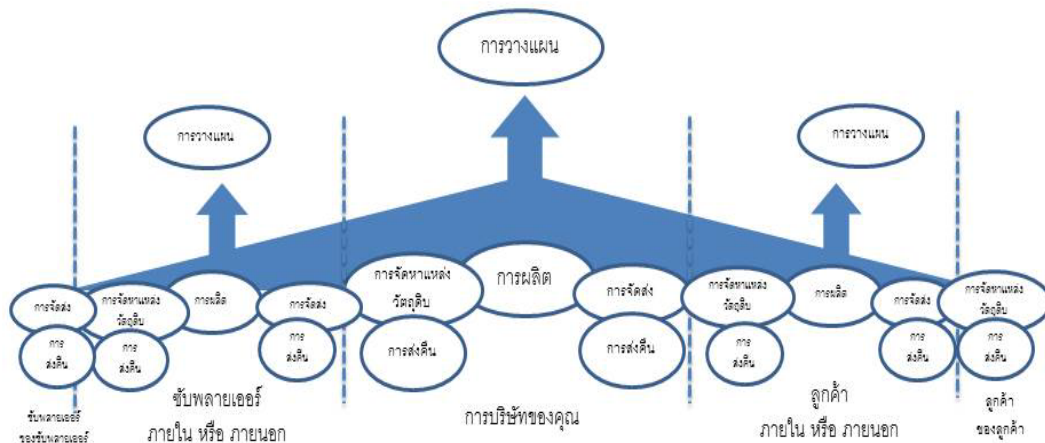 การวางแผน
การวางแผน
การวางแผน
การจัดส่ง
การจัดหาแหล่ง
วัตถุดิบ
การผลิต
การจัดส่ง
การจัดหาแหล่ง
วัตถุดิบ
การผลิต
การจัดส่ง
การจัดหาแหล่ง
วัตถุดิบ
การผลิต
การจัดส่ง
การจัดหาแหล่ง
วัตถุดิบ
การ
ส่งคืน
การ
ส่งคืน
การ
ส่งคืน
การส่งคืน
การส่งคืน
การ
ส่งคืน
การ
ส่งคืน
การ
ส่งคืน
ซับพลายเออร์
ของซับพลายเออร์
ซับพลายเออร์
ภายใน หรือ ภายนอก
การบริษัทของคุณ
ลูกค้า
ภายใน หรือ ภายนอก
ลูกค้า
ของลูกค้า